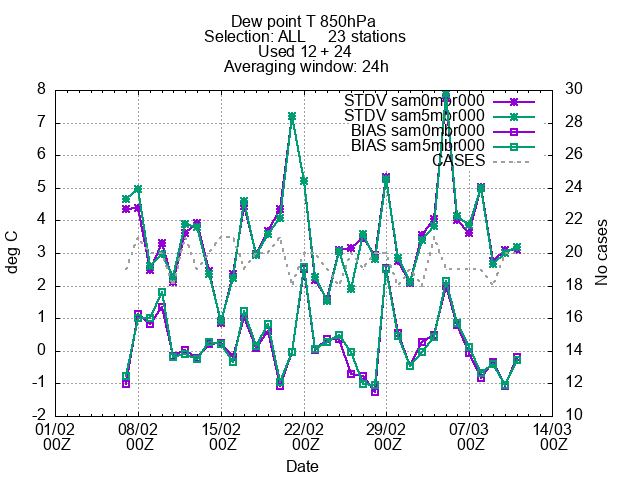 Dew point T 850hPa
Selection: ALL 23 stations
Used 12 + 24
Averaging window: 24h
STDV sam0mbr000
STDV sam5mbr000
BIAS sam0mbr000
BIAS sam5mbr000
CASES
8
7
6
5
4
3
2
1
0
-1
-2
deg C
30
28
26
24
22
20
18
16
14
12
10
No cases
01/02 08/02 15/02 22/02 29/02 07/03 14/03
00Z 00Z 00Z 00Z 00Z 00Z 00Z
Date